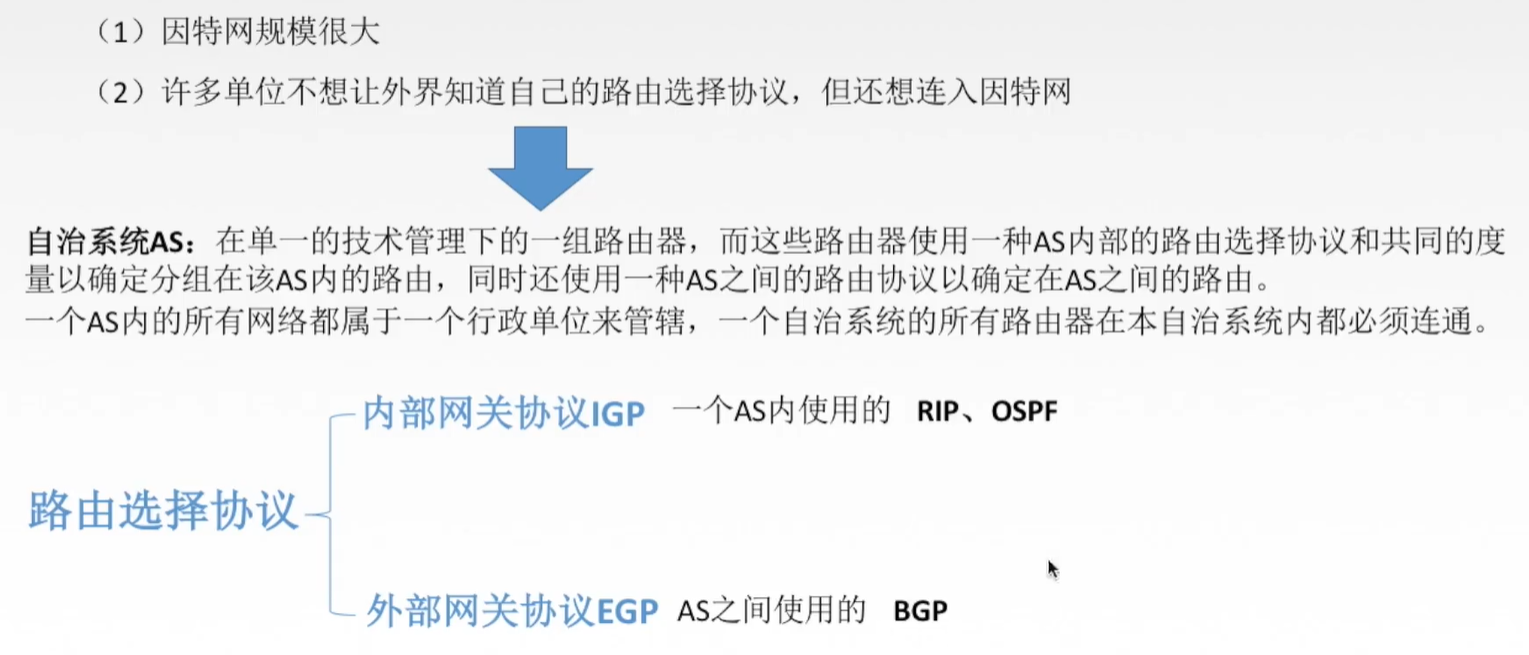 （1）因特网规模很大
（2）许多单位不想让外界知道自己的路由选择协议，但还想连入因特网
自治系统AS：在单一的技术管理下的一组路由器，而这些路由器使用一种AS内部的路由选择协议和共同的度
量以确定分组在该AS内的路由，同时还使用一种AS之间的路由协议以确定在AS之间的路由。
一个AS内的所有网络都属于一个行政单位来管辖，一个自治系统的所有路由器在本自治系统内都必须连通。
内部网关协议IGP 一个AS内使用的 RIP、OSPF
路由选择协议
外部网关协议EGP AS之间使用的 BGP